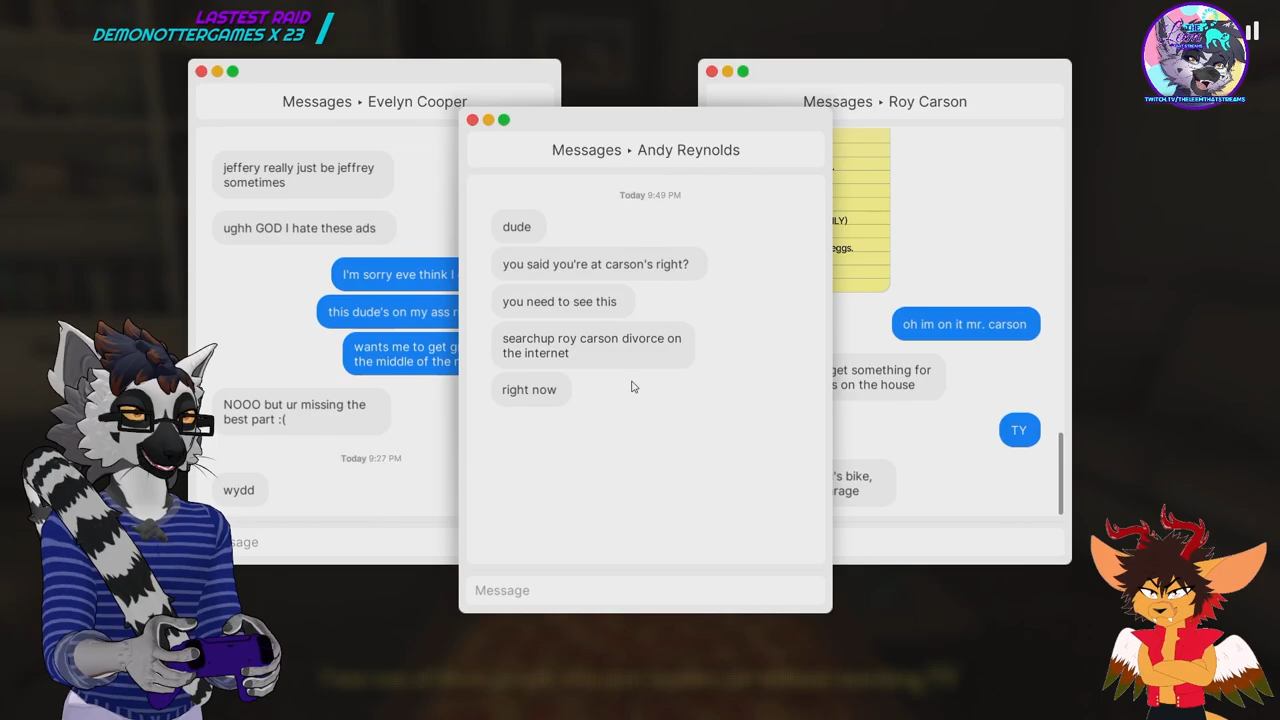 LASTEST RAID
DEMONOTTERGAMES X 23
TWITCH.TV/THELEEMTHATSTREAMS
Messages ‣ Evelyn Cooper
jeffery really just be jeffrey
sometimes
ughh GOD I hate these ads
I'm sorry eve think I
this dude's on my ass
wants me to get
the middle of the
NOOO but ur missing the
best part :(
Today 9:27 PM
wydd
Messages ‣ Andy Reynolds
Today 9:49 PM
dude
you said you're at carson's right?
you need to see this
searchup roy carson divorce on
the internet
right now
Message
Messages ‣ Roy Carson
ILY)
eggs.
oh im on it mr. carson
get something for
s on the house
TY
's bike,